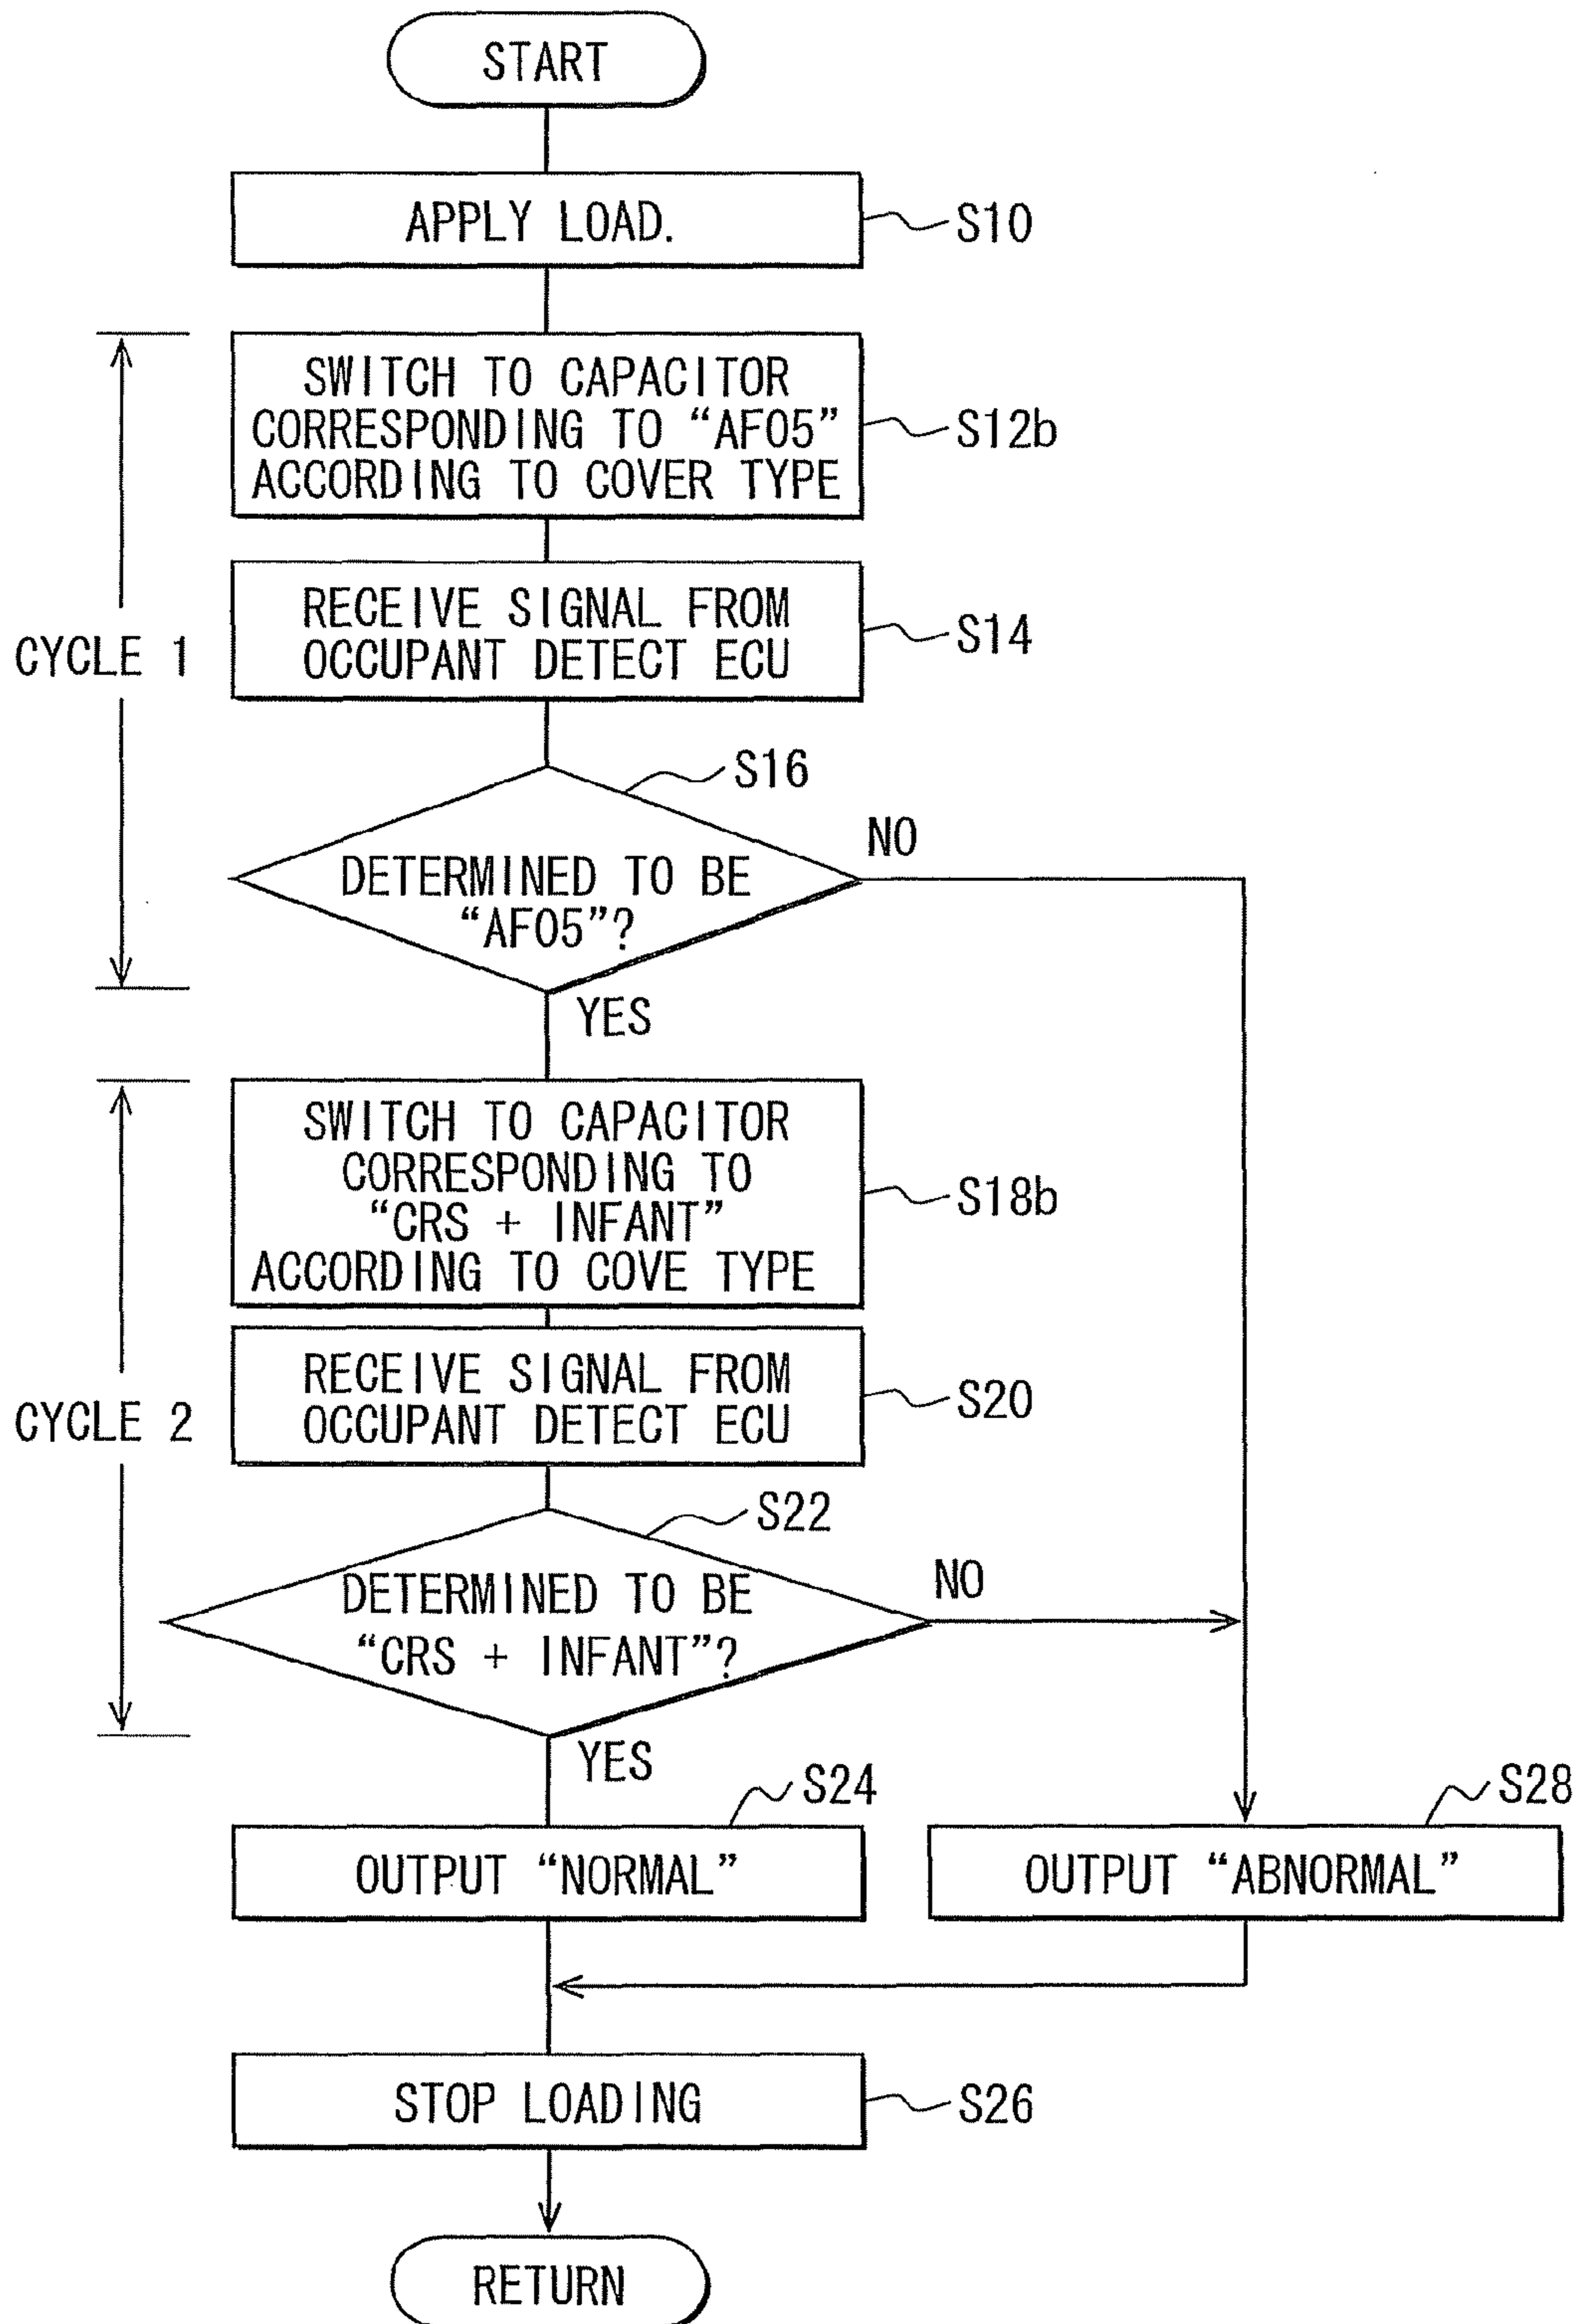 START
APPLY LOAD.
S10
SWITCH TO CAPACITOR
CORRESPONDING TO “AF05”
ACCORDING TO COVER TYPE
S12b
RECEIVE SIGNAL FROM
OCCUPANT DETECT ECU
S14
CYCLE 1
S16
DETERMINED TO BE
“AF05”?
NO
YES
SWITCH TO CAPACITOR
CORRESPONDING TO
“CRS + INFANT”
ACCORDING TO COVE TYPE
S18b
RECEIVE SIGNAL FROM
OCCUPANT DETECT ECU
S20
CYCLE 2
S22
DETERMINED TO BE
“CRS + INFANT”?
NO
YES
S24
OUTPUT “NORMAL”
S28
OUTPUT “ABNORMAL”
STOP LOADING
S26
RETURN